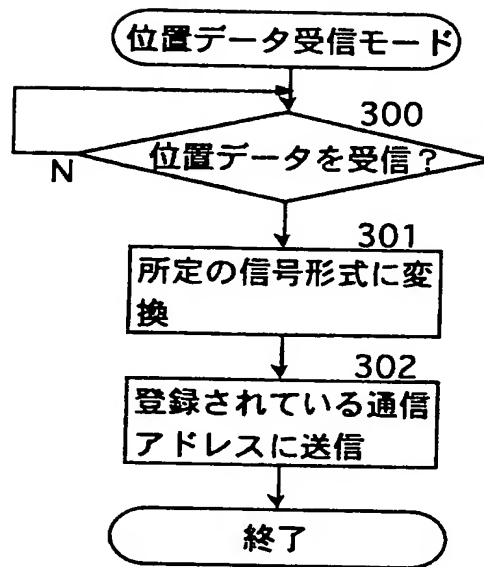 位置データ受信モード
300
位置データを受信？
N
301
所定の信号形式に変
換
302
登録されている通信
アドレスに送信
終了